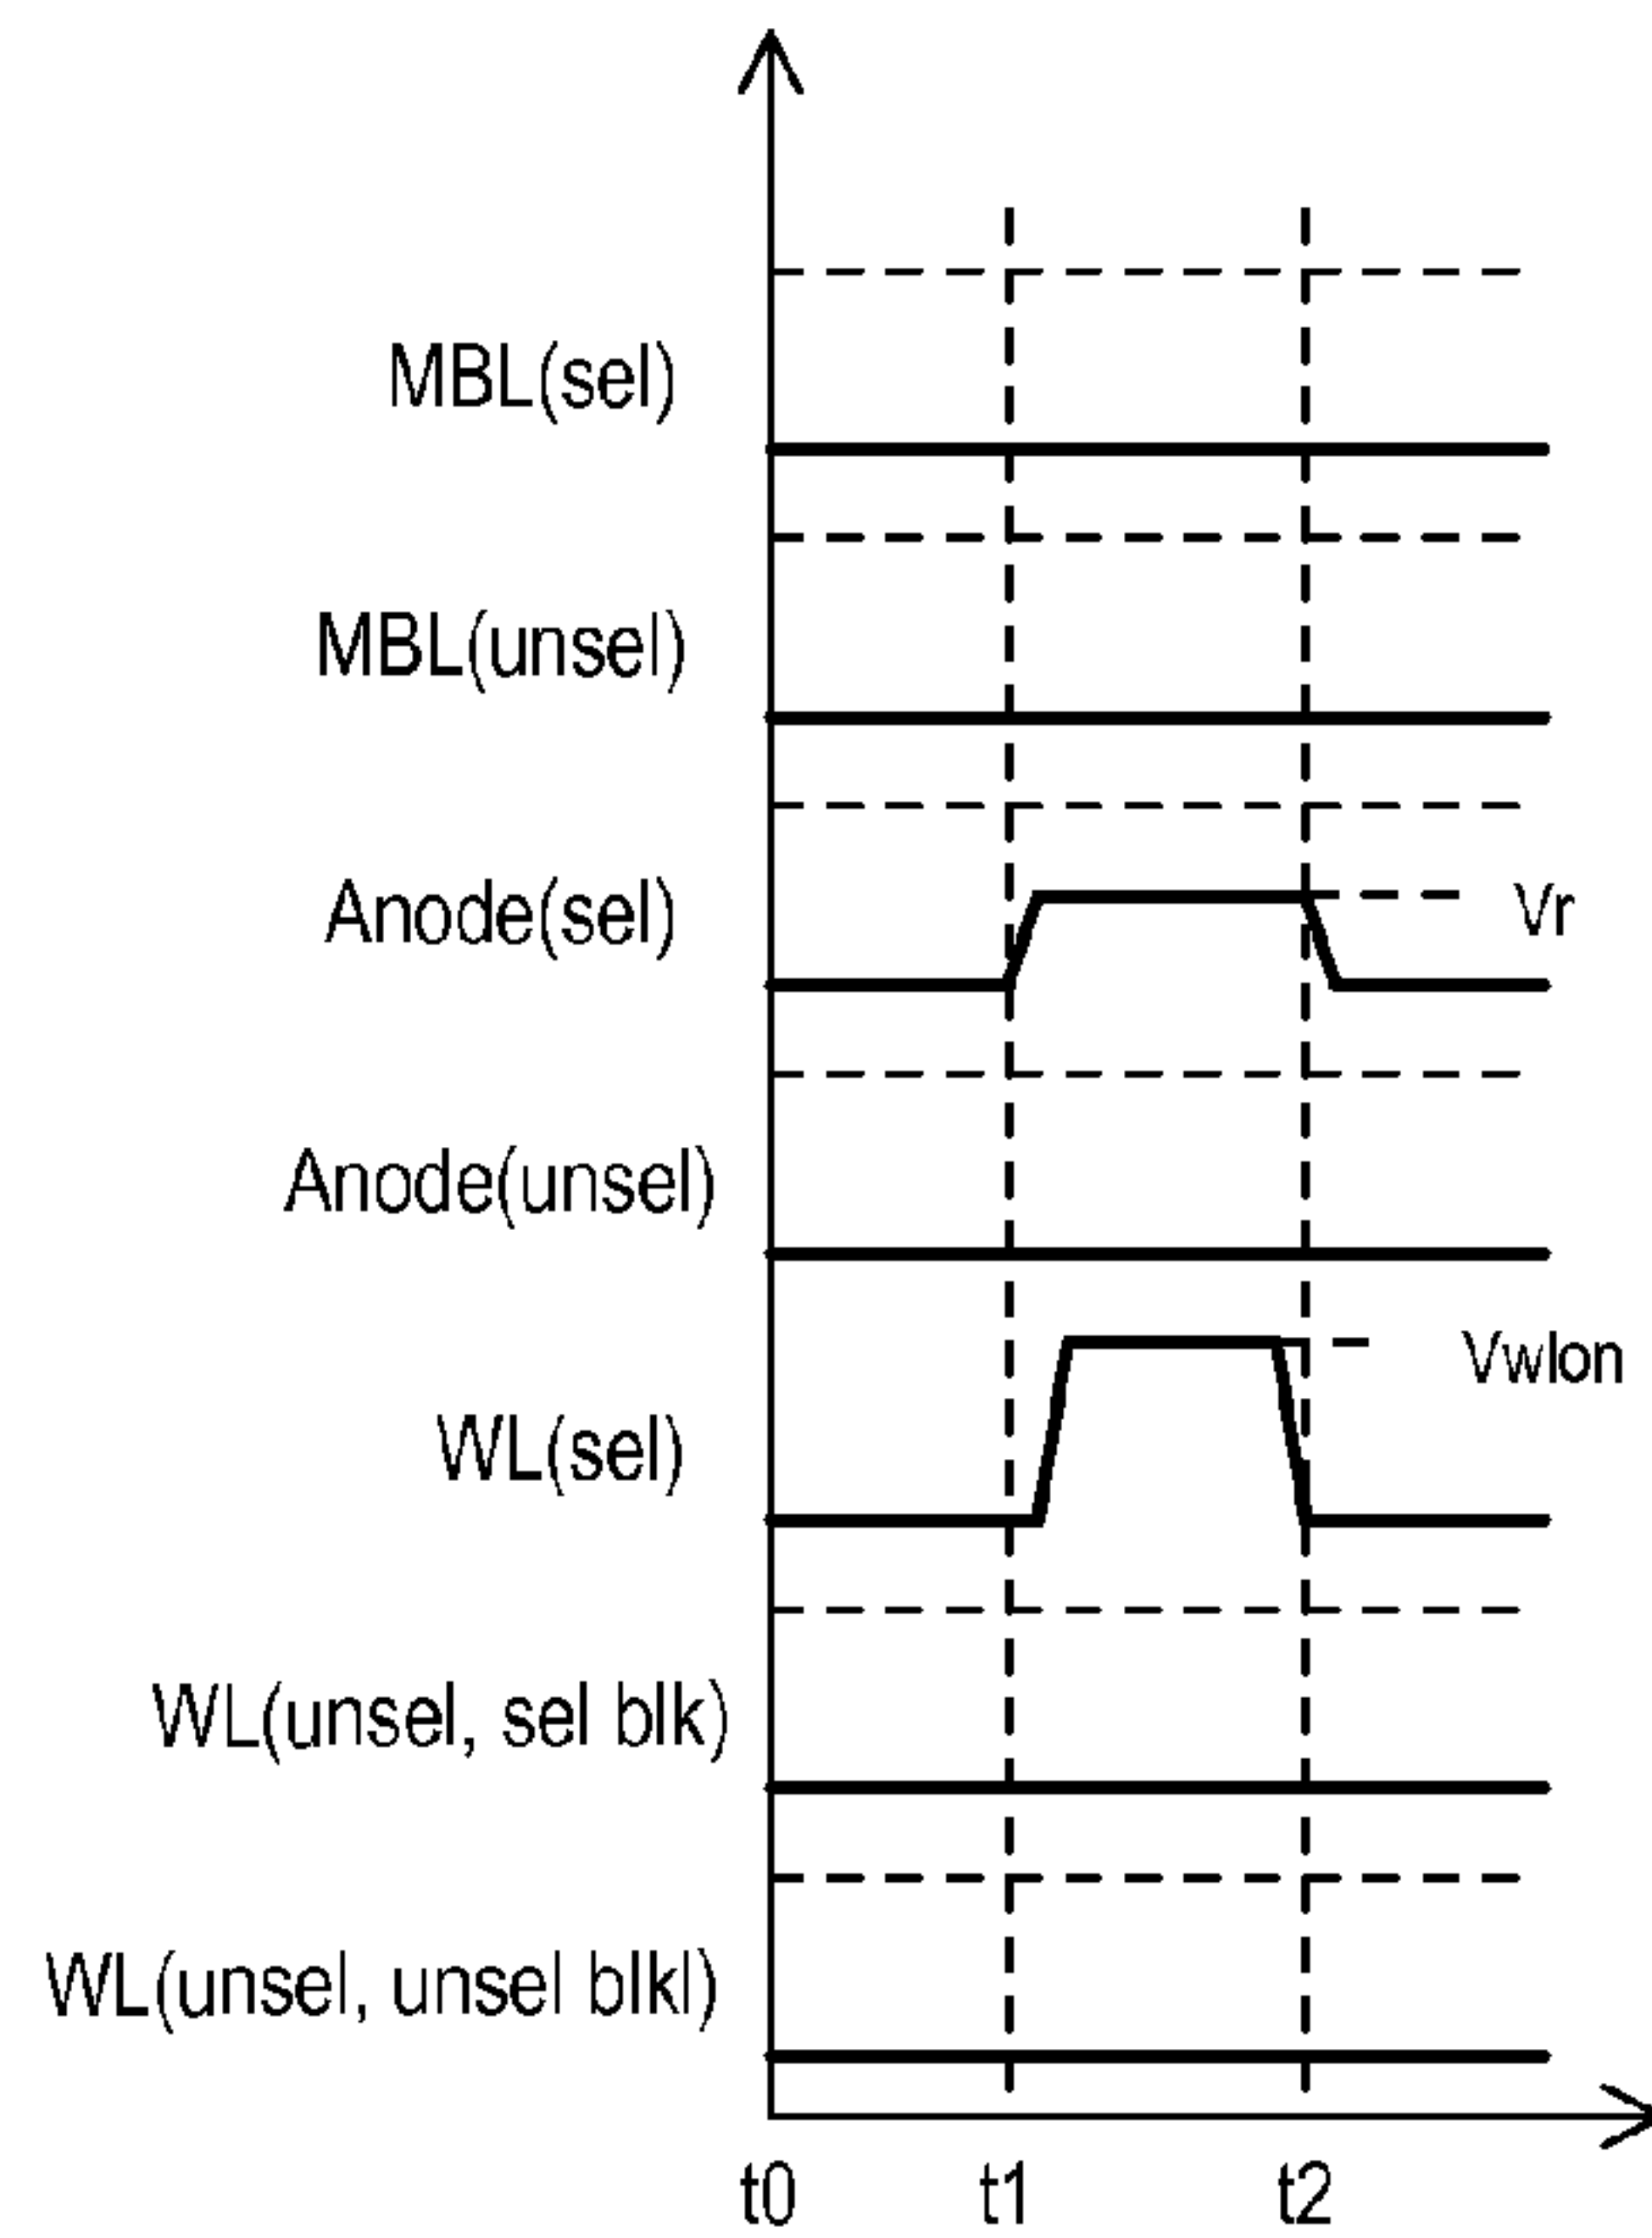 MBL(sel)
MBL(unsel)
Anode(sel)
Vr
Anode(unsel)
Vwlon
WL(sel)
WL(unsel, sel blk)
WL(unsel, unsel blkl)
t0 t1 t2